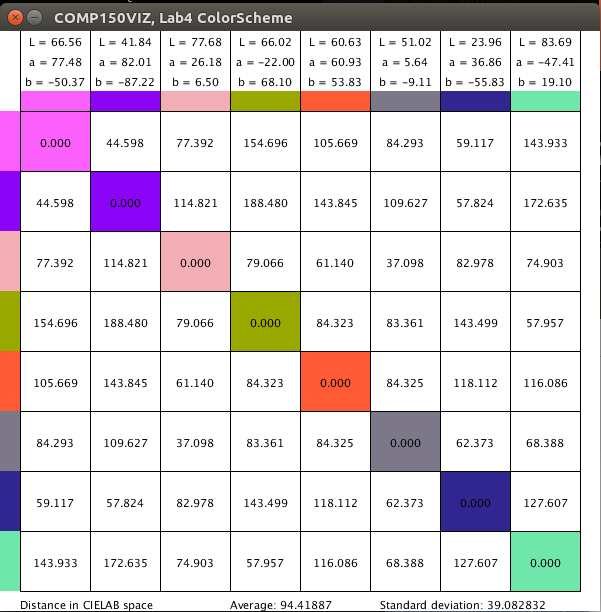 COMP150VIZ, Lab4 ColorScheme
L = 66.56 L = 41.84 L = 77.68 L = 66.02 L = 60.63 L = 51.02 L = 23.96 L = 83.69
a = 77.48 a = 82.01 a = 26.18 a = −22.00 a = 60.93 a = 5.64 a = 36.86 a = −47.41
b = −50.37 b = −87.22 b = 6.50 b = 68.10 b = 53.83 b = −9.11 b = −55.83 b = 19.10
0.000 44.598 77.392 154.696 105.669 84.293 59.117 143.933
44.598 0.000 114.821 188.480 143.845 109.627 57.824 172.635
77.392 114.821 0.000 79.066 61.140 37.098 82.978 74.903
154.696 188.480 79.066 0.000 84.323 83.361 143.499 57.957
105.669 143.845 61.140 84.323 0.000 84.325 118.112 116.086
84.293 109.627 37.098 83.361 84.325 0.000 62.373 68.388
59.117 57.824 82.978 143.499 118.112 62.373 0.000 127.607
143.933 172.635 74.903 57.957 116.086 68.388 127.607 0.000
Distance in CIELAB space Average: 94.41887 Standard deviation: 39.082832